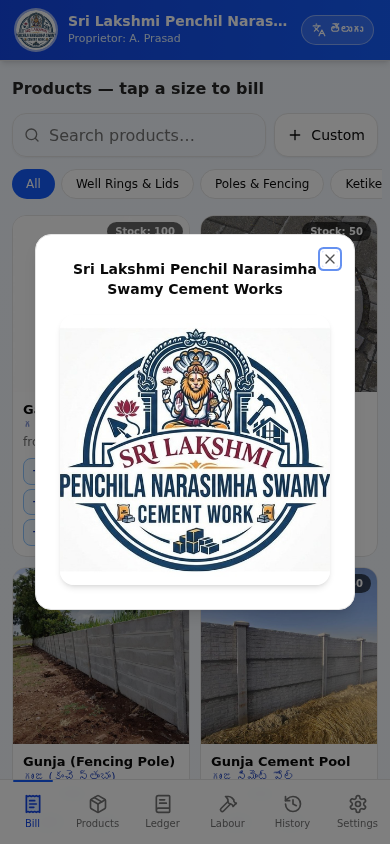 Sri Lakshmi Penchil Naras...
Proprietor: A. Prasad
తెలుగు
Products — tap a size to bill
Search products...
Custom
All
Well Rings & Lids
Poles & Fencing
Ketike
Stock: 100
Stock: 50
Sri Lakshmi Penchil Narasimha
Swamy Cement Works
SRI LAKSHMI
PENCHILA NARASIMHA SWAMY
CEMENT WORK
Gunja (Fencing Pole)
గుంజ (కంచె స్తంభం)
Gunja Cement Pool
గుంజ సిమెంట్ పోల్
Bill
Products
Ledger
Labour
History
Settings